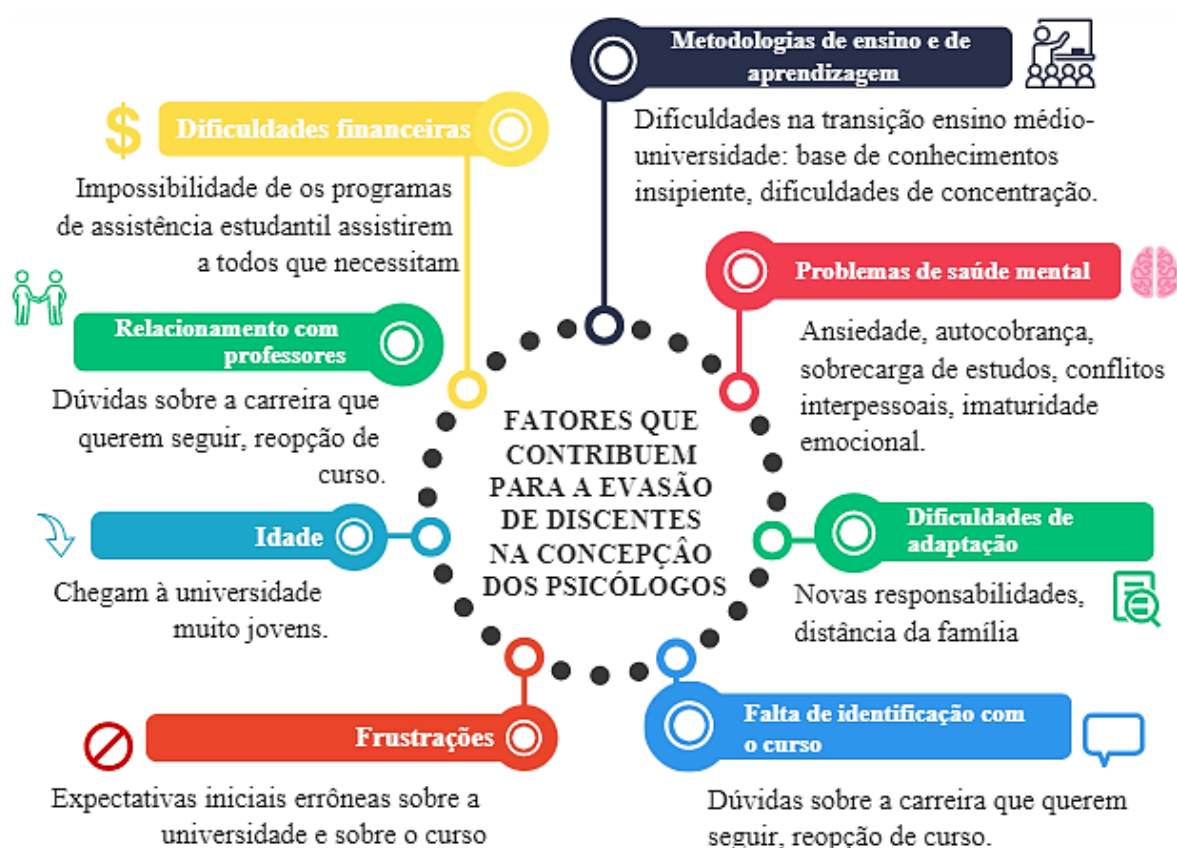 Metodologias de ensino e de
aprendizagem
Dificuldades na transição ensino médio-
universidade: base de conhecimentos
insipiente, dificuldades de concentração.
$ Dificuldades financeiras
Impossibilidade de os programas
de assistência estudantil assistirem
a todos que necessitam
Problemas de saúde mental
Ansiedade, autocobrança,
sobrecarga de estudos, conflitos
interpessoais, imaturidade
emocional.
Relacionamento com
professores
Dúvidas sobre a carreira que
querem seguir, reopção de
curso.
FATORES QUE
CONTRIBUEM
PARA A EVASÃO
DE DISCENTES
NA CONCEPÇÂO
DOS PSICÓLOGOS
Idade
Chegam à universidade
muito jovens.
Dificuldades de
adaptação
Novas responsabilidades,
distância da família
Frustrações
Expectativas iniciais errôneas sobre a
universidade e sobre o curso
Falta de identificação com
o curso
Dúvidas sobre a carreira que querem
seguir, reopção de curso.